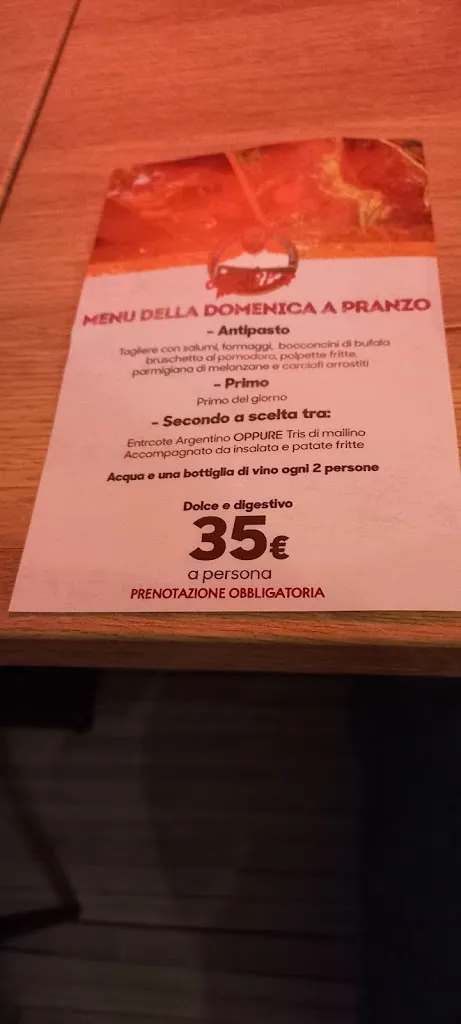 MENU DELLA DOMENICA A PRANZO
- Antipasto
Tagliere con salumi, formaggi, bocconcini di bufala
bruschetta al pomodoro, polpette fritte,
parmigiana di melanzane e carciofi arrostiti
- Primo
Primo del giorno
- Secondo a scelta tra:
Entrcote Argentino OPPURE Tris di mailino
Accompagnato da insalata e patate fritte
Acqua e una bottiglia di vino ogni 2 persone
Dolce e digestivo
35€
a persona
PRENOTAZIONE OBBLIGATORIA